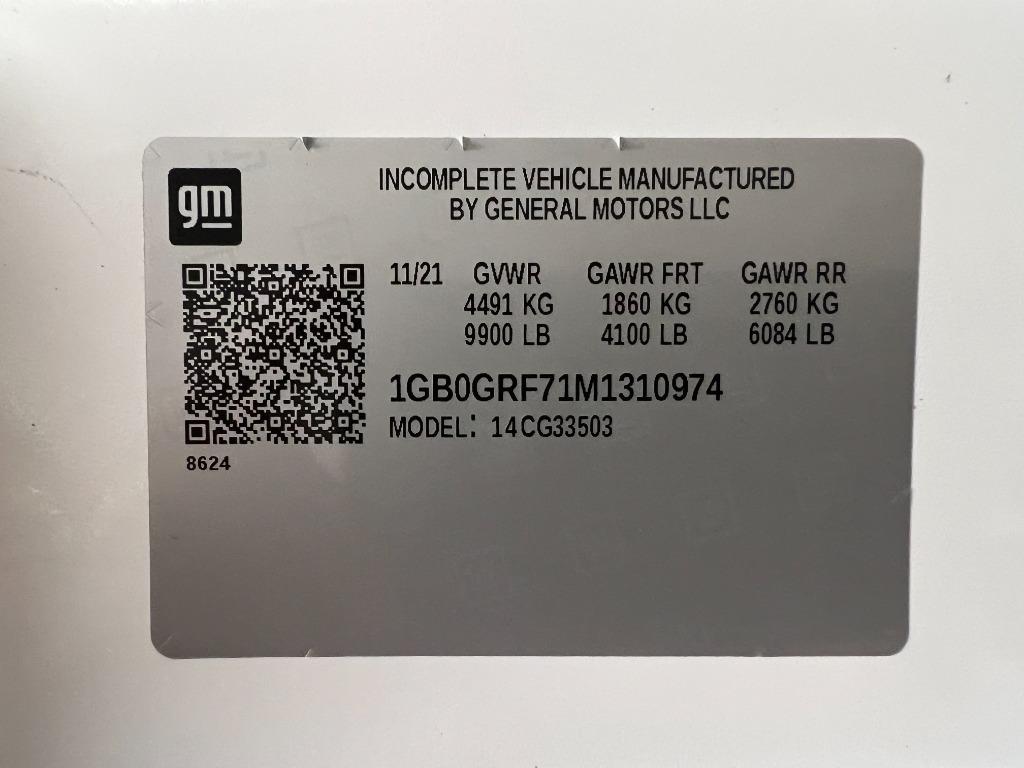 gm
INCOMPLETE VEHICLE MANUFACTURED
BY GENERAL MOTORS LLC
11/21 GVWR GAWR FRT GAWR RR
4491 KG 1860 KG 2760 KG
9900 LB 4100 LB 6084 LB
1GB0GRF71M1310974
MODEL: 14CG33503
8624